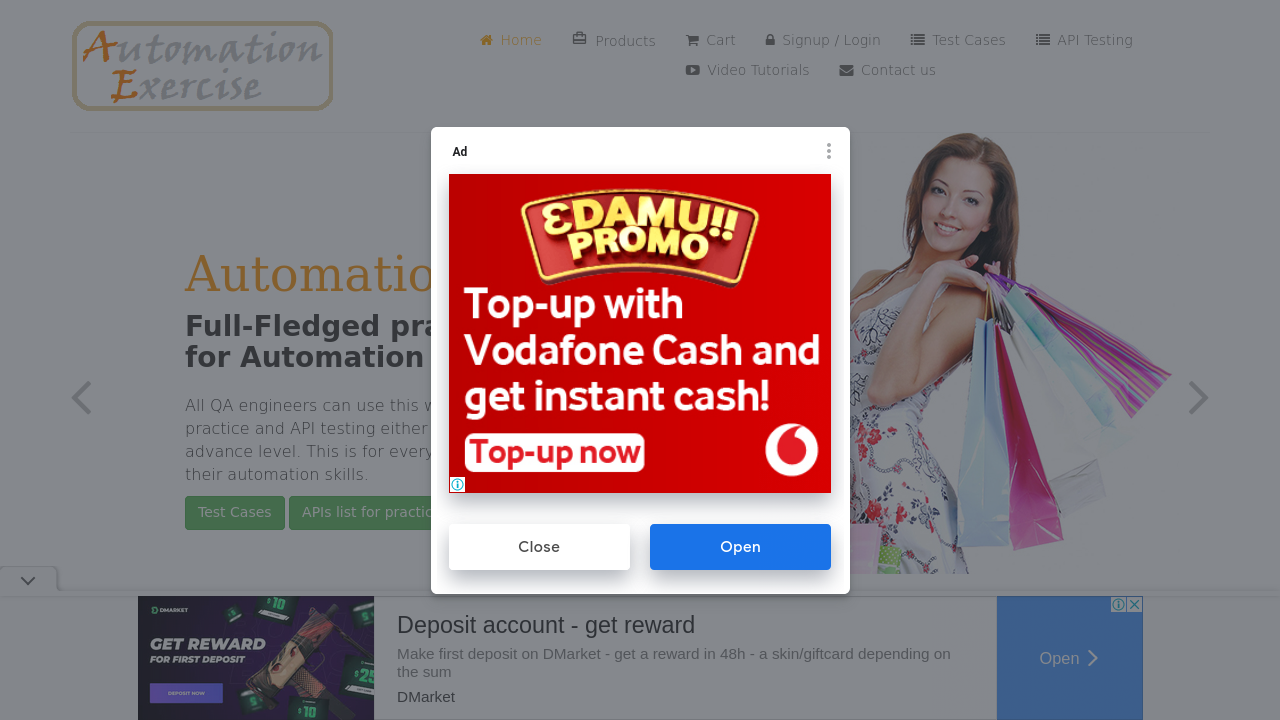 Automation
Exercise
Home
Products
Cart
Signup / Login
Test Cases
API Testing
Video Tutorials
Contact us
Ad
ƐDAMU!!
PROMO
Top-up with
Vodafone Cash and
get instant cash!
Top-up now
Close
Open
Automatio
Full-Fledged pra
for Automation
All QA engineers can use this w
practice and API testing either
advance level. This is for every
their automation skills.
Test Cases
APIs list for practic
DMARKET
GET REWARD
FOR FIRST DEPOSIT
DEPOSIT NOW
Deposit account - get reward
Make first deposit on DMarket - get a reward in 48h - a skin/giftcard depending on
the sum
DMarket
Open